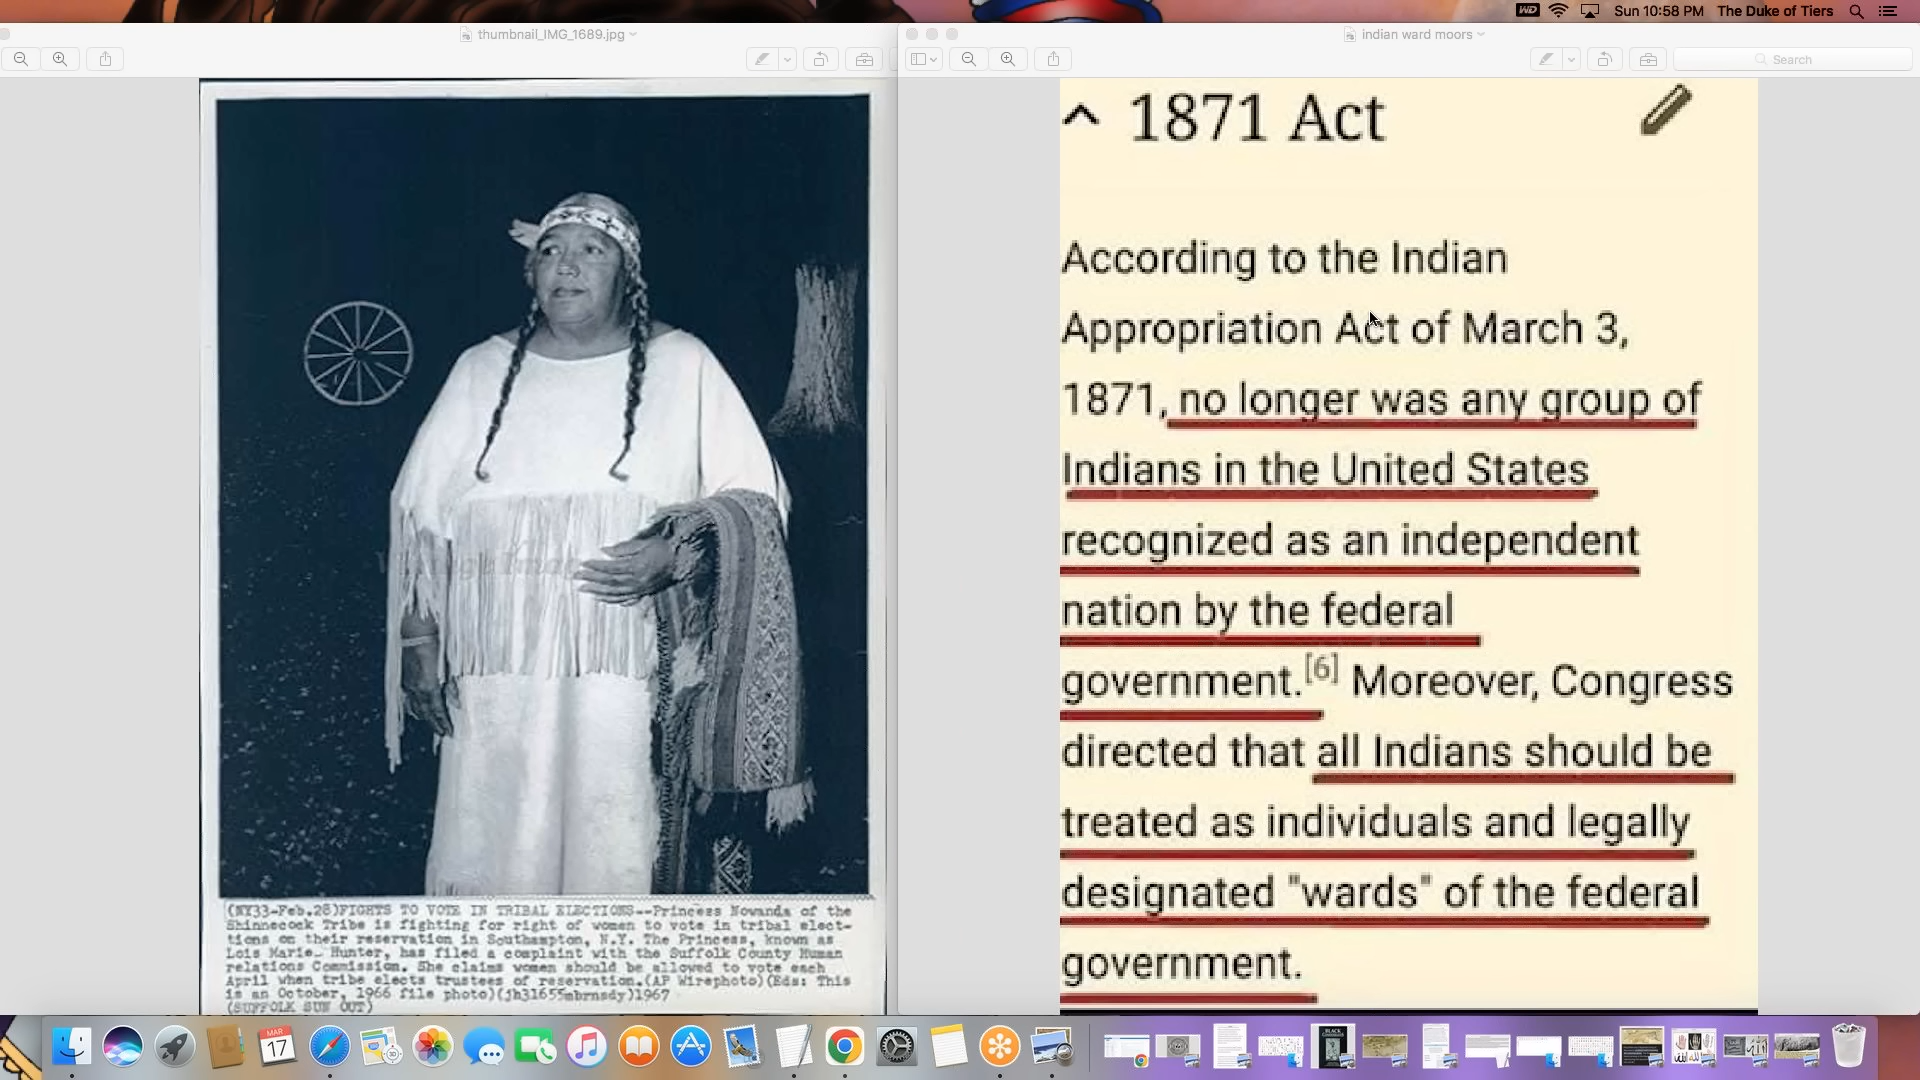 Sun 10:58 PM The Duke of Tiers
thumbnail_IMG_1689.jpg
indian ward moors
Search
(NY33-Feb.28)FIGHTS TO VOTE IN TRIBAL ELECTIONS--Princess Nowanda of the
Shinnecock Tribe is fighting for right of women to vote in tribal elect-
tions on their reservation in Southampton, N.Y. The Princess, known as
Lois Marie Hunter, has filed a complaint with the Suffolk County Human
relations Commission. She claims women should be allowed to vote each
April when tribe elects trustees of reservation.(AP Wirephoto)(Eds: This
is an October, 1966 file photo)(jh31655mbrnsdy)1967
(SUFFOLK SUN OUT)
1871 Act
According to the Indian
Appropriation Act of March 3,
1871, no longer was any group of
Indians in the United States
recognized as an independent
nation by the federal
government.[6] Moreover, Congress
directed that all Indians should be
treated as individuals and legally
designated "wards" of the federal
government.
MAR
17